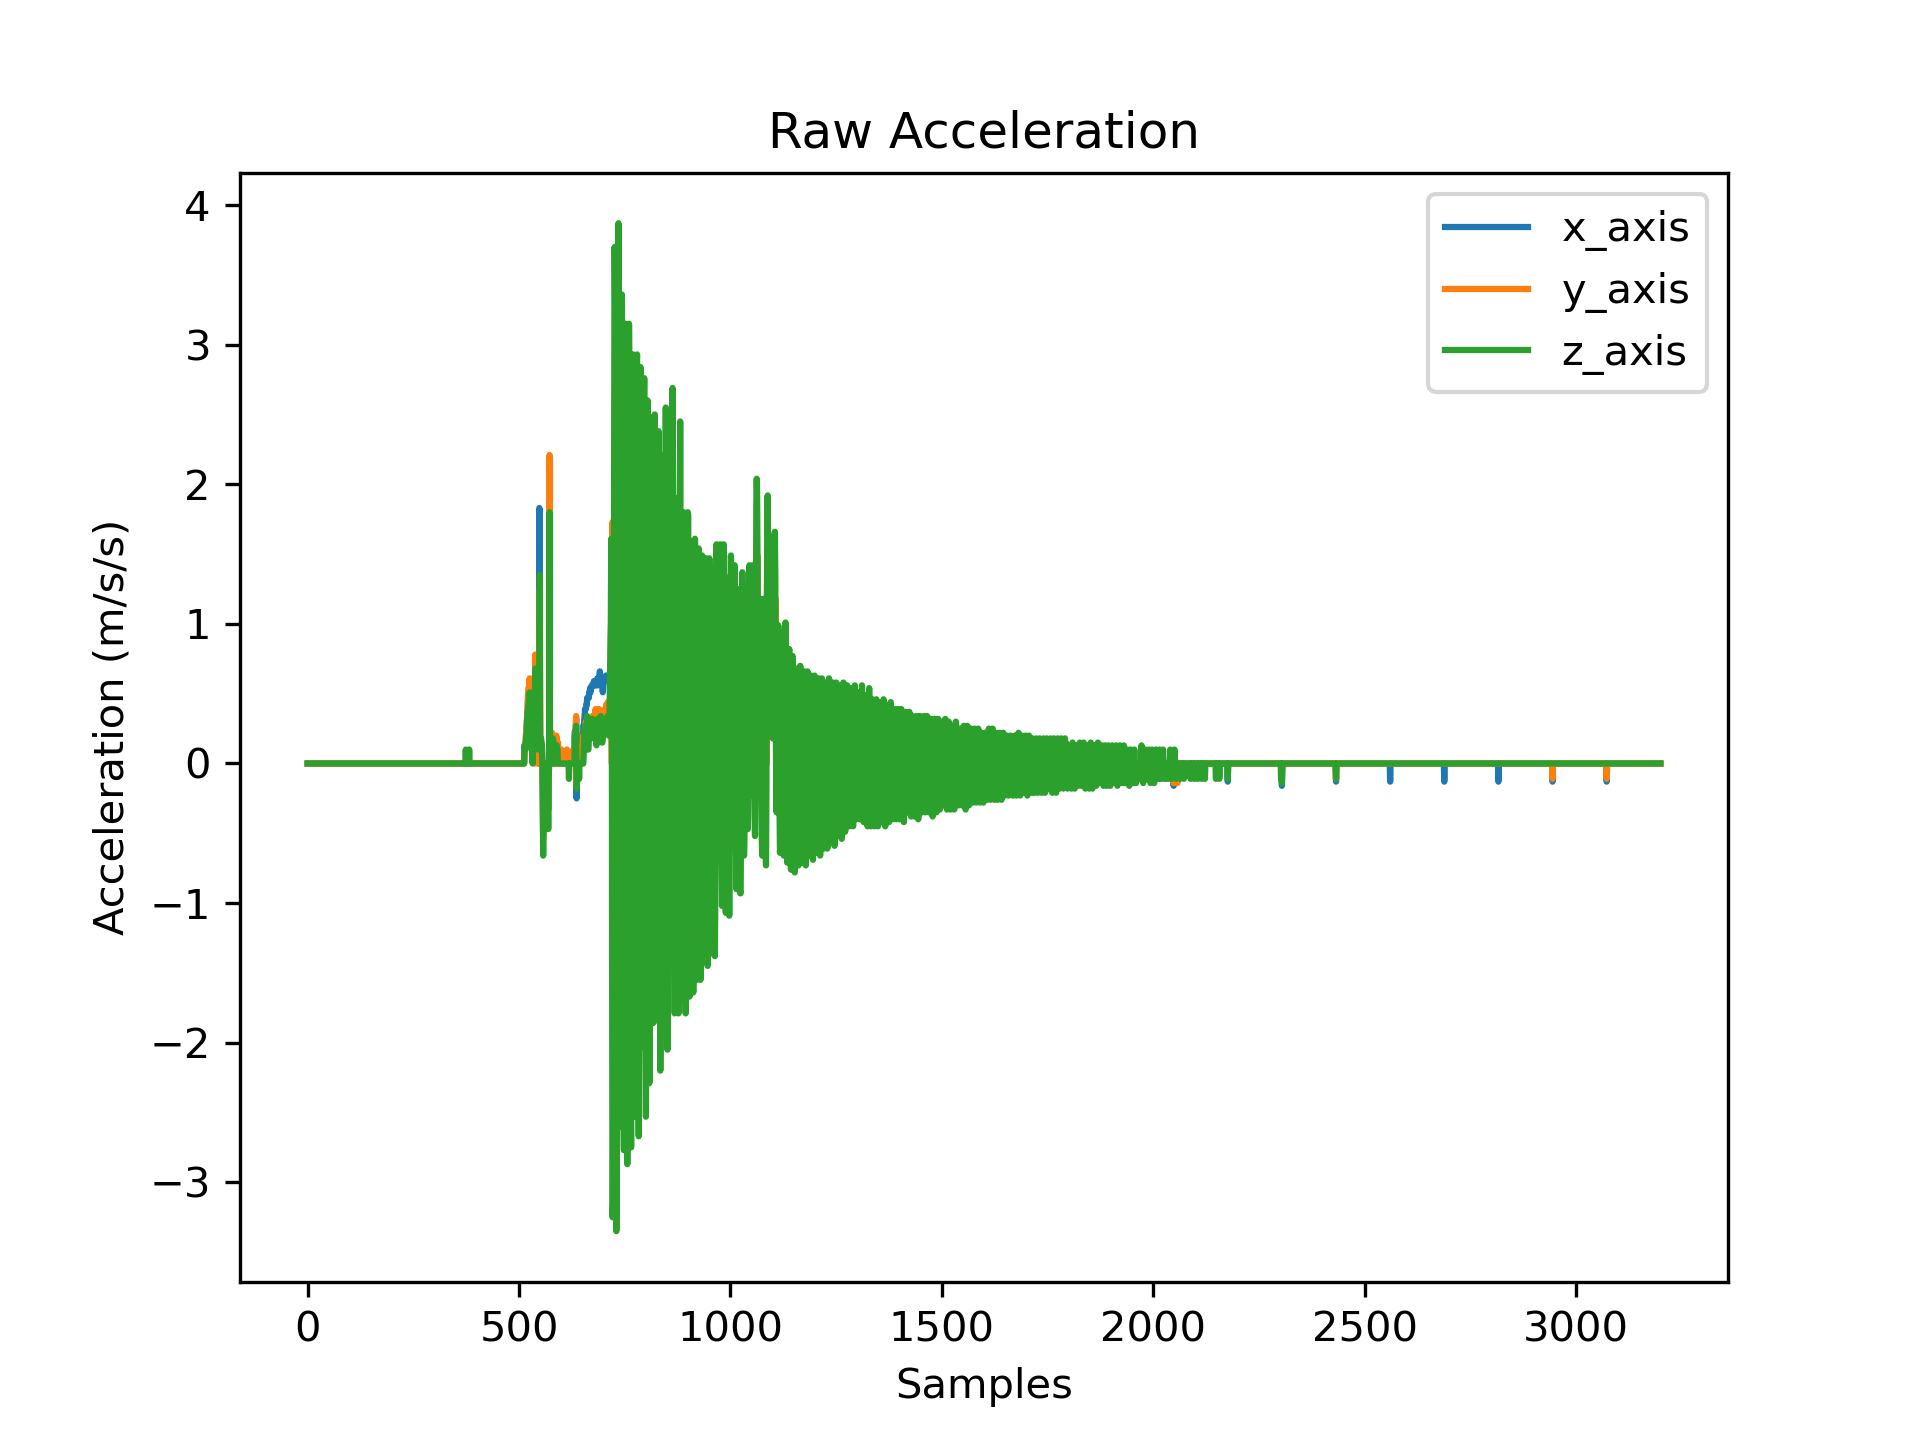 Raw Acceleration
x_axis
y_axis
z_axis
4
3
2
1
0
−1
−2
−3
Acceleration (m/s/s)
0 500 1000 1500 2000 2500 3000
Samples